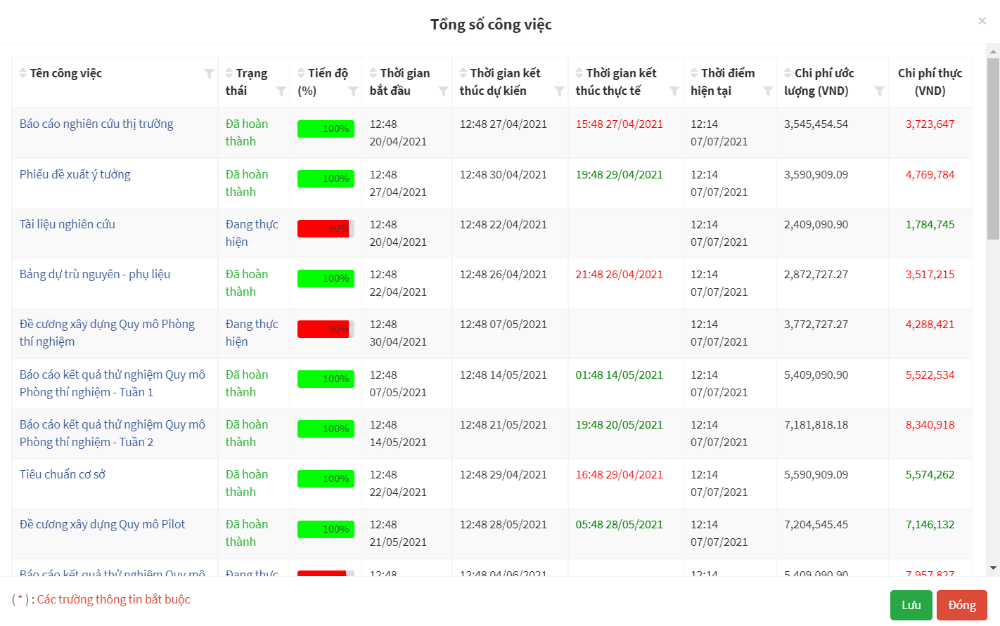 Tổng số công việc
×
Tên công việc
Trạng thái
Tiến độ (%)
Thời gian bắt đầu
Thời gian kết thúc dự kiến
Thời gian kết thúc thực tế
Thời điểm hiện tại
Chi phí ước lượng (VND)
Chi phí thực (VND)
Báo cáo nghiên cứu thị trường
Đã hoàn thành
100%
12:48 20/04/2021
12:48 27/04/2021
15:48 27/04/2021
12:14 07/07/2021
3,545,454.54
3,723,647
Phiếu đề xuất ý tưởng
Đã hoàn thành
100%
12:48 27/04/2021
12:48 30/04/2021
19:48 29/04/2021
12:14 07/07/2021
3,590,909.09
4,769,784
Tài liệu nghiên cứu
Đang thực hiện
90%
12:48 20/04/2021
12:48 22/04/2021
12:14 07/07/2021
2,409,090.90
1,784,745
Bảng dự trù nguyên - phụ liệu
Đã hoàn thành
100%
12:48 22/04/2021
12:48 26/04/2021
21:48 26/04/2021
12:14 07/07/2021
2,872,727.27
3,517,215
Đề cương xây dựng Quy mô Phòng
thí nghiệm
Đang thực hiện
90%
12:48 30/04/2021
12:48 07/05/2021
12:14 07/07/2021
3,772,727.27
4,288,421
Báo cáo kết quả thử nghiệm Quy mô
Phòng thí nghiệm - Tuần 1
Đã hoàn thành
100%
12:48 07/05/2021
12:48 14/05/2021
01:48 14/05/2021
12:14 07/07/2021
5,409,090.90
5,522,534
Báo cáo kết quả thử nghiệm Quy mô
Phòng thí nghiệm - Tuần 2
Đã hoàn thành
100%
12:48 14/05/2021
12:48 21/05/2021
19:48 20/05/2021
12:14 07/07/2021
7,181,818.18
8,340,918
Tiêu chuẩn cơ sở
Đã hoàn thành
100%
12:48 22/04/2021
12:48 29/04/2021
16:48 29/04/2021
12:14 07/07/2021
5,590,909.09
5,574,262
Đề cương xây dựng Quy mô Pilot
Đã hoàn thành
100%
12:48 21/05/2021
12:48 28/05/2021
05:48 28/05/2021
12:14 07/07/2021
7,204,545.45
7,146,132
Báo cáo kết quả thử nghiệm Quy mô
Đang thực
12:48
12:48 04/06/2021
12:14
5,409,090.90
7,957,827
( * ) : Các trường thông tin bắt buộc
Lưu
Đóng